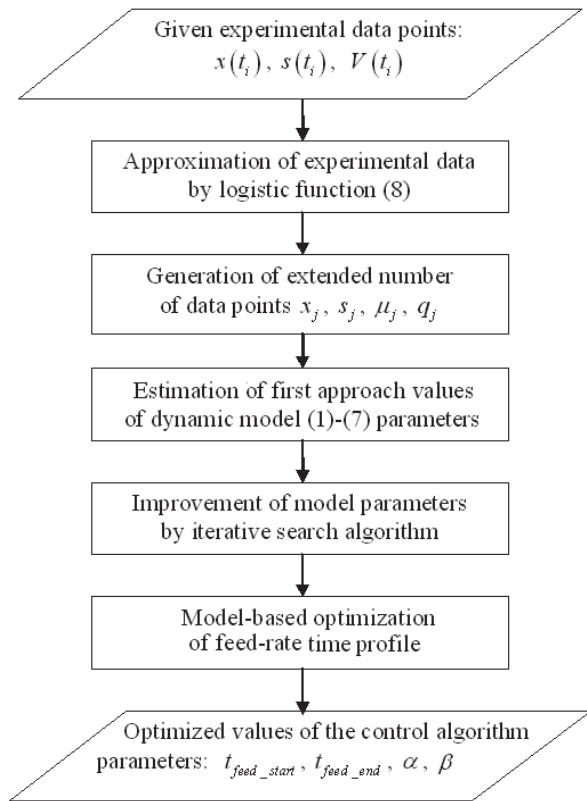 Given experimental data points:
x(t_i), s(t_i), V(t_i)
Approximation of experimental data
by logistic function (8)
Generation of extended number
of data points x_j, s_j, μ_j, q_j
Estimation of first approach values
of dynamic model (1)-(7) parameters
Improvement of model parameters
by iterative search algorithm
Model-based optimization
of feed-rate time profile
Optimized values of the control algorithm
parameters: t_feed_start, t_feed_end, α, β